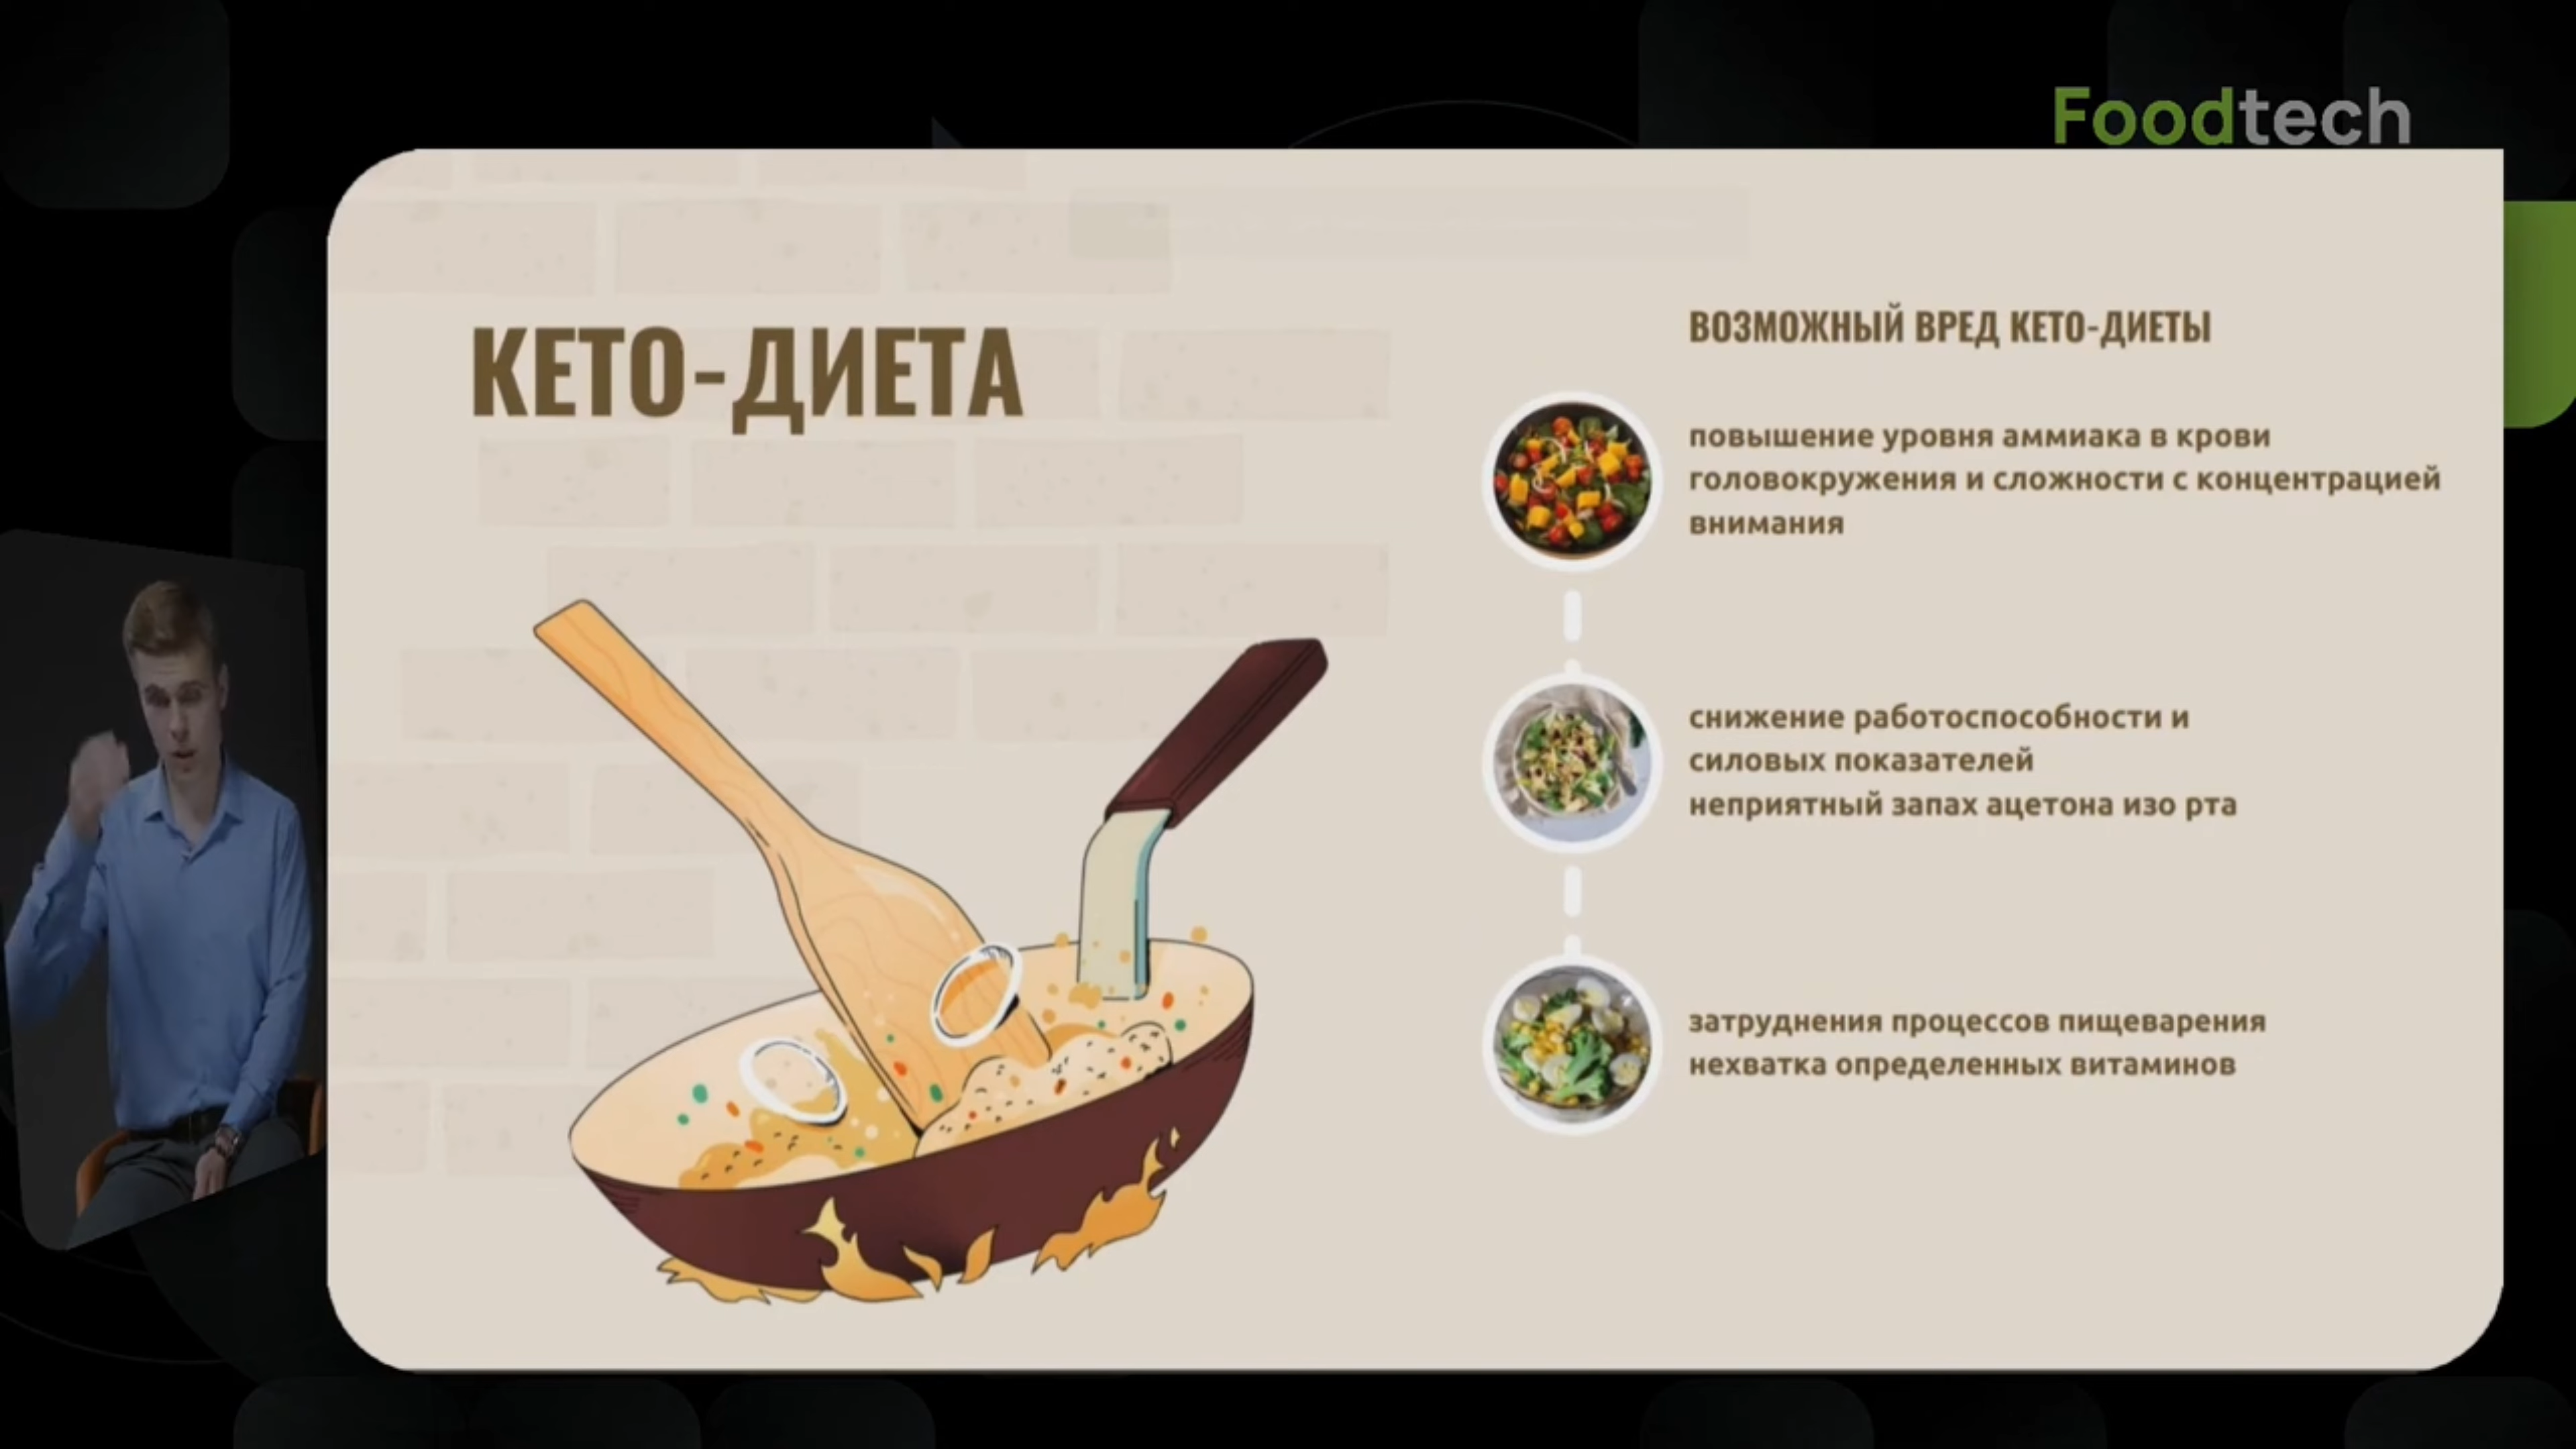 Foodtech
КЕТО-ДИЕТА
ВОЗМОЖНЫЙ ВРЕД КЕТО-ДИЕТЫ
повышение уровня аммиака в крови
головокружения и сложности с концентрацией
внимания
снижение работоспособности и
силовых показателей
неприятный запах ацетона изо рта
затруднения процессов пищеварения
нехватка определенных витаминов